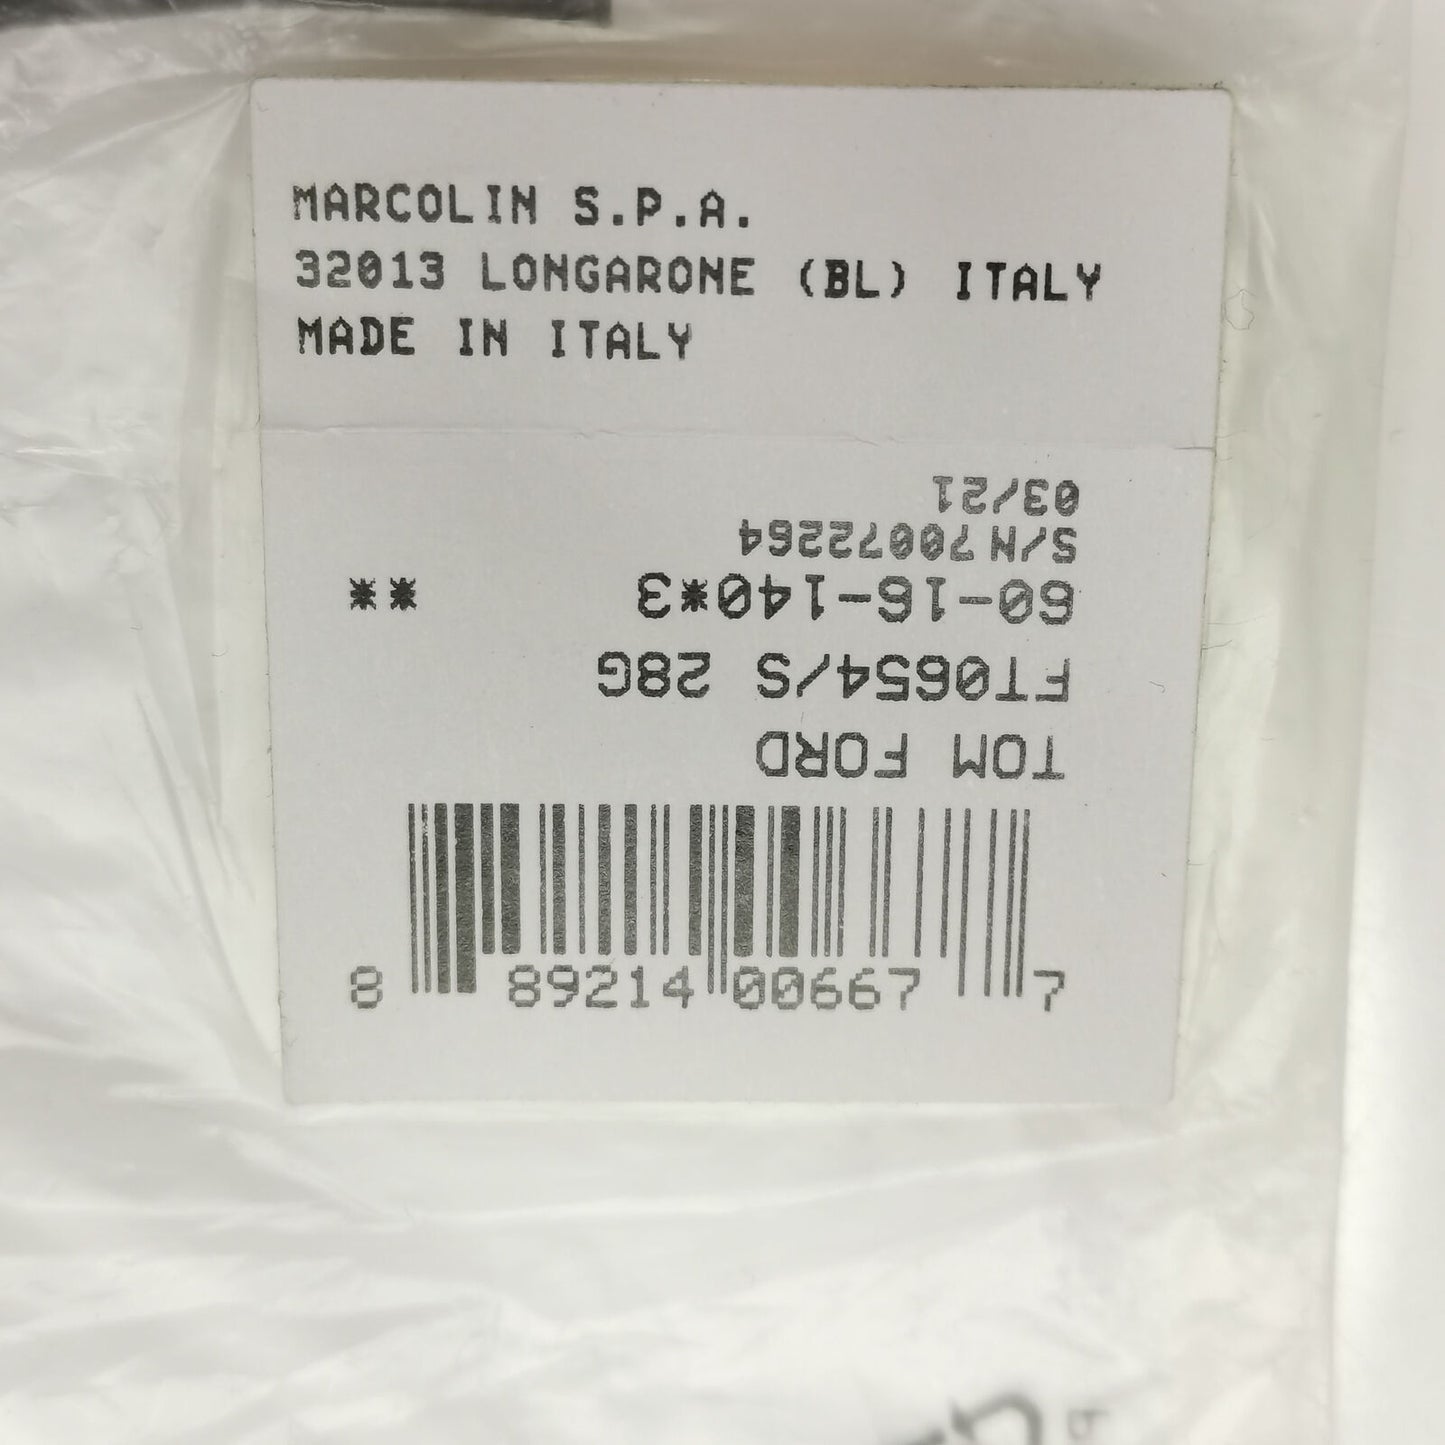 MARCOLIN S.P.A.
32013 LONGARONE (BL) ITALY
MADE IN ITALY
TOM FORD
FT0654/S 28G
60-16-140*3 **
S/N 70072264
03/21
8 89214 00667 7